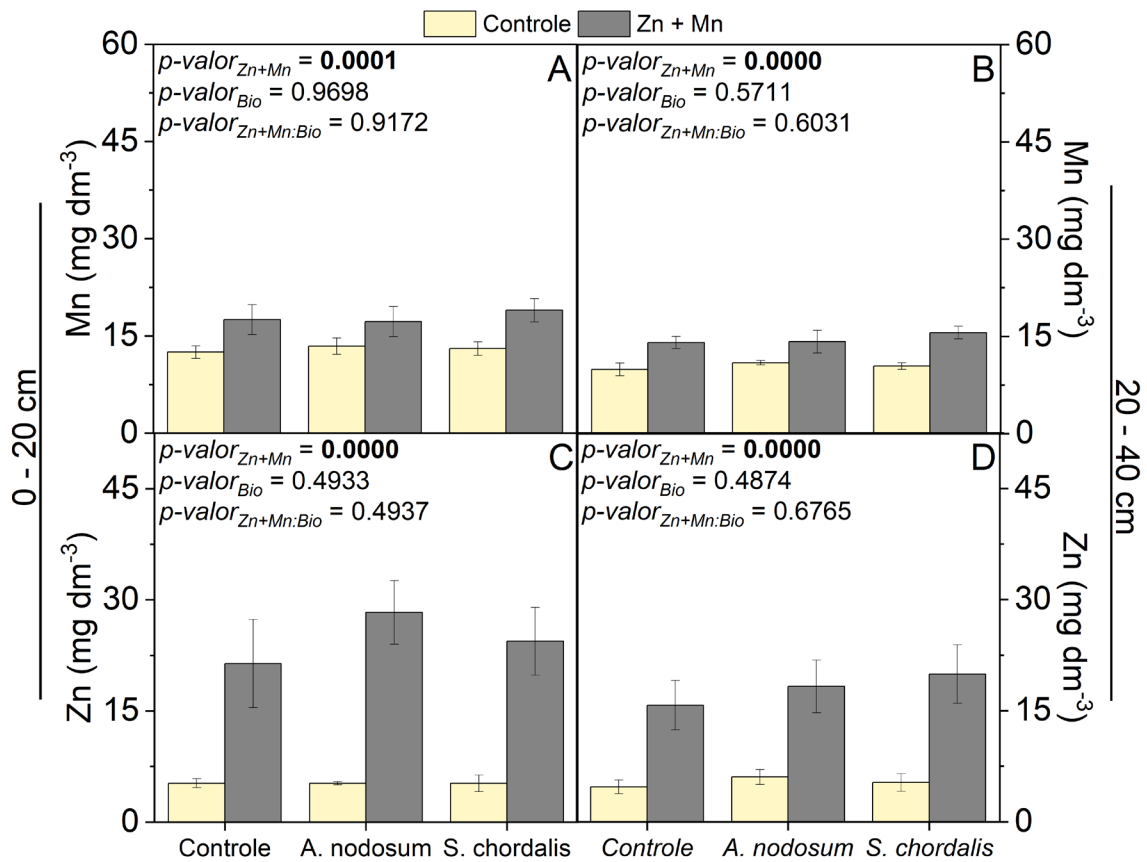 Controle Zn + Mn
60
45
30
15
0
Mn (mg dm-3)
p-valorZn+Mn = 0.0001
p-valorBio = 0.9698
p-valorZn+Mn:Bio = 0.9172
A
p-valorZn+Mn = 0.0000
p-valorBio = 0.5711
p-valorZn+Mn:Bio = 0.6031
B
60
45
30
15
0
Mn (mg dm-3)
0 - 20 cm
20 - 40 cm
45
30
15
0
Zn (mg dm-3)
p-valorZn+Mn = 0.0000
p-valorBio = 0.4933
p-valorZn+Mn:Bio = 0.4937
C
p-valorZn+Mn = 0.0000
p-valorBio = 0.4874
p-valorZn+Mn:Bio = 0.6765
D
45
30
15
0
Zn (mg dm-3)
Controle A. nodosum S. chordalis
Controle A. nodosum S. chordalis